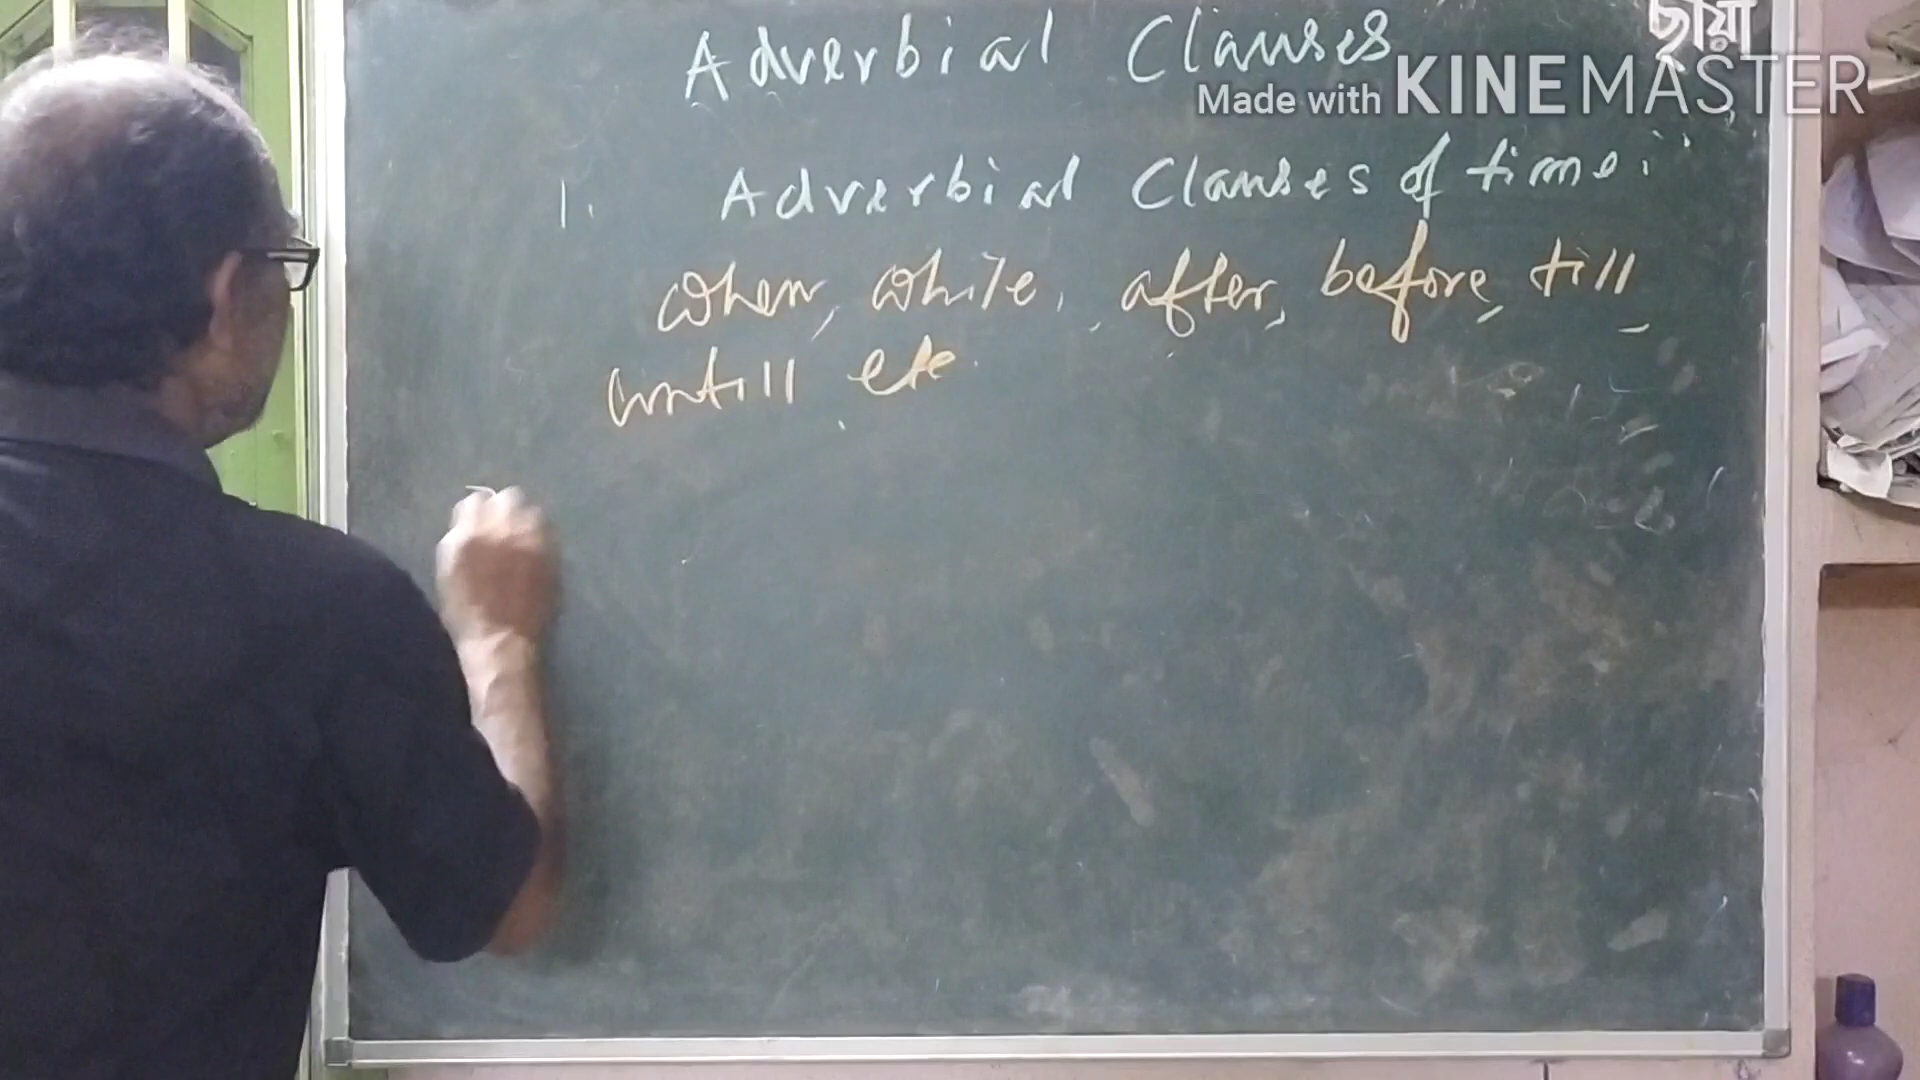 ছায়া
Adverbial Clauses
Made with KINEMASTER
1. Adverbial Clauses of time:
when, while, after, before, till
untill etc.